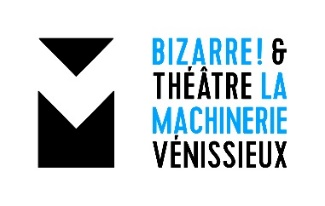 BIZARRE! &
THÉÂTRE LA
MACHINERIE
VÉNISSIEUX